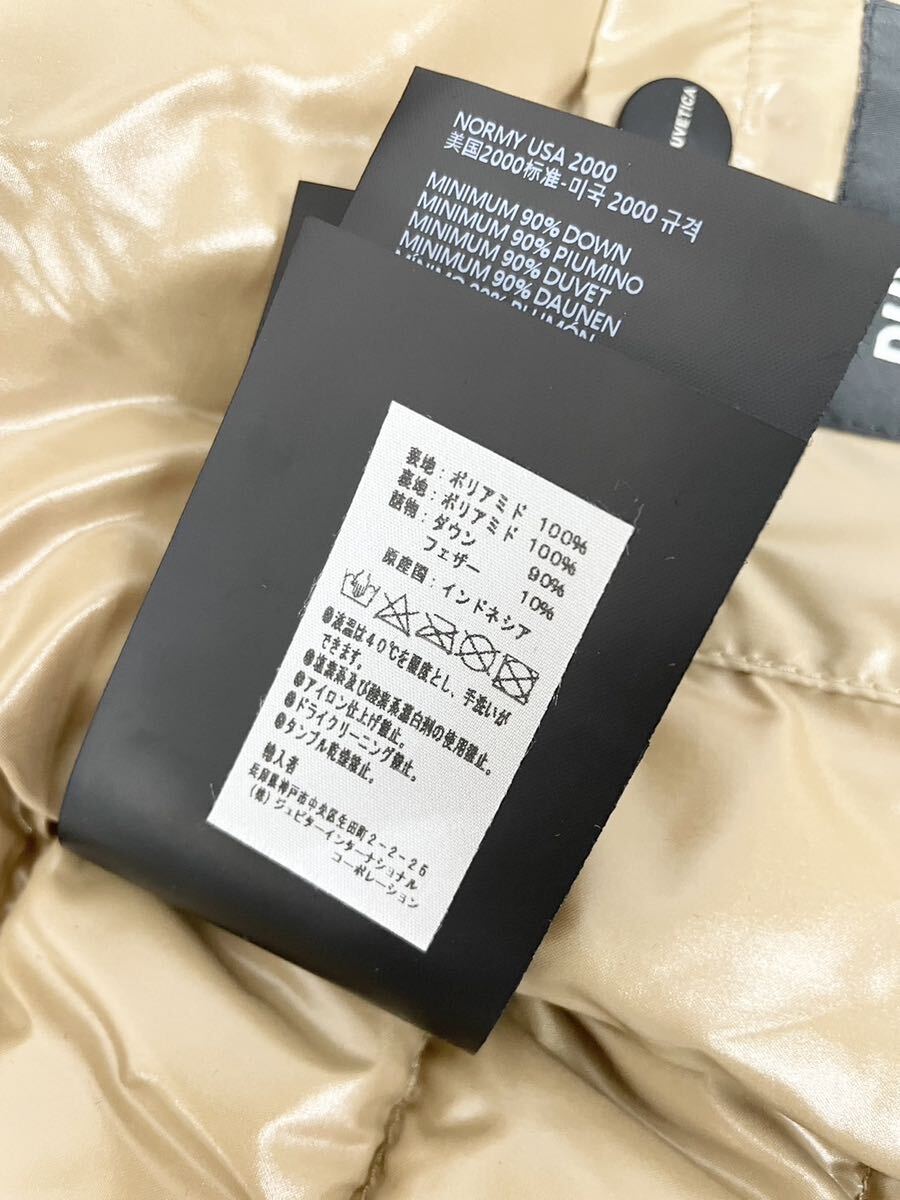 UVETICA
NORMY USA 2000
美国2000标准-미국 2000 규격
MINIMUM 90% DOWN
MINIMUM 90% PIUMINO
MINIMUM 90% DUVET
MINIMUM 90% DAUNEN
MÍNIMO 90% PLUMÓN
表地：ポリアミド 100%
裏地：ポリアミド 100%
詰物：ダウン 90%
フェザー 10%
原産国：インドネシア
●液温は40℃を限度とし、手洗いが
できます。
●塩素系及び酸素系漂白剤の使用禁止。
●アイロン仕上げ禁止。
●ドライクリーニング禁止。
●タンブル乾燥禁止。
輸入者
兵庫県神戸市中央区生田町2-2-26
(株)ジュピターインターナショナル
コーポレーション